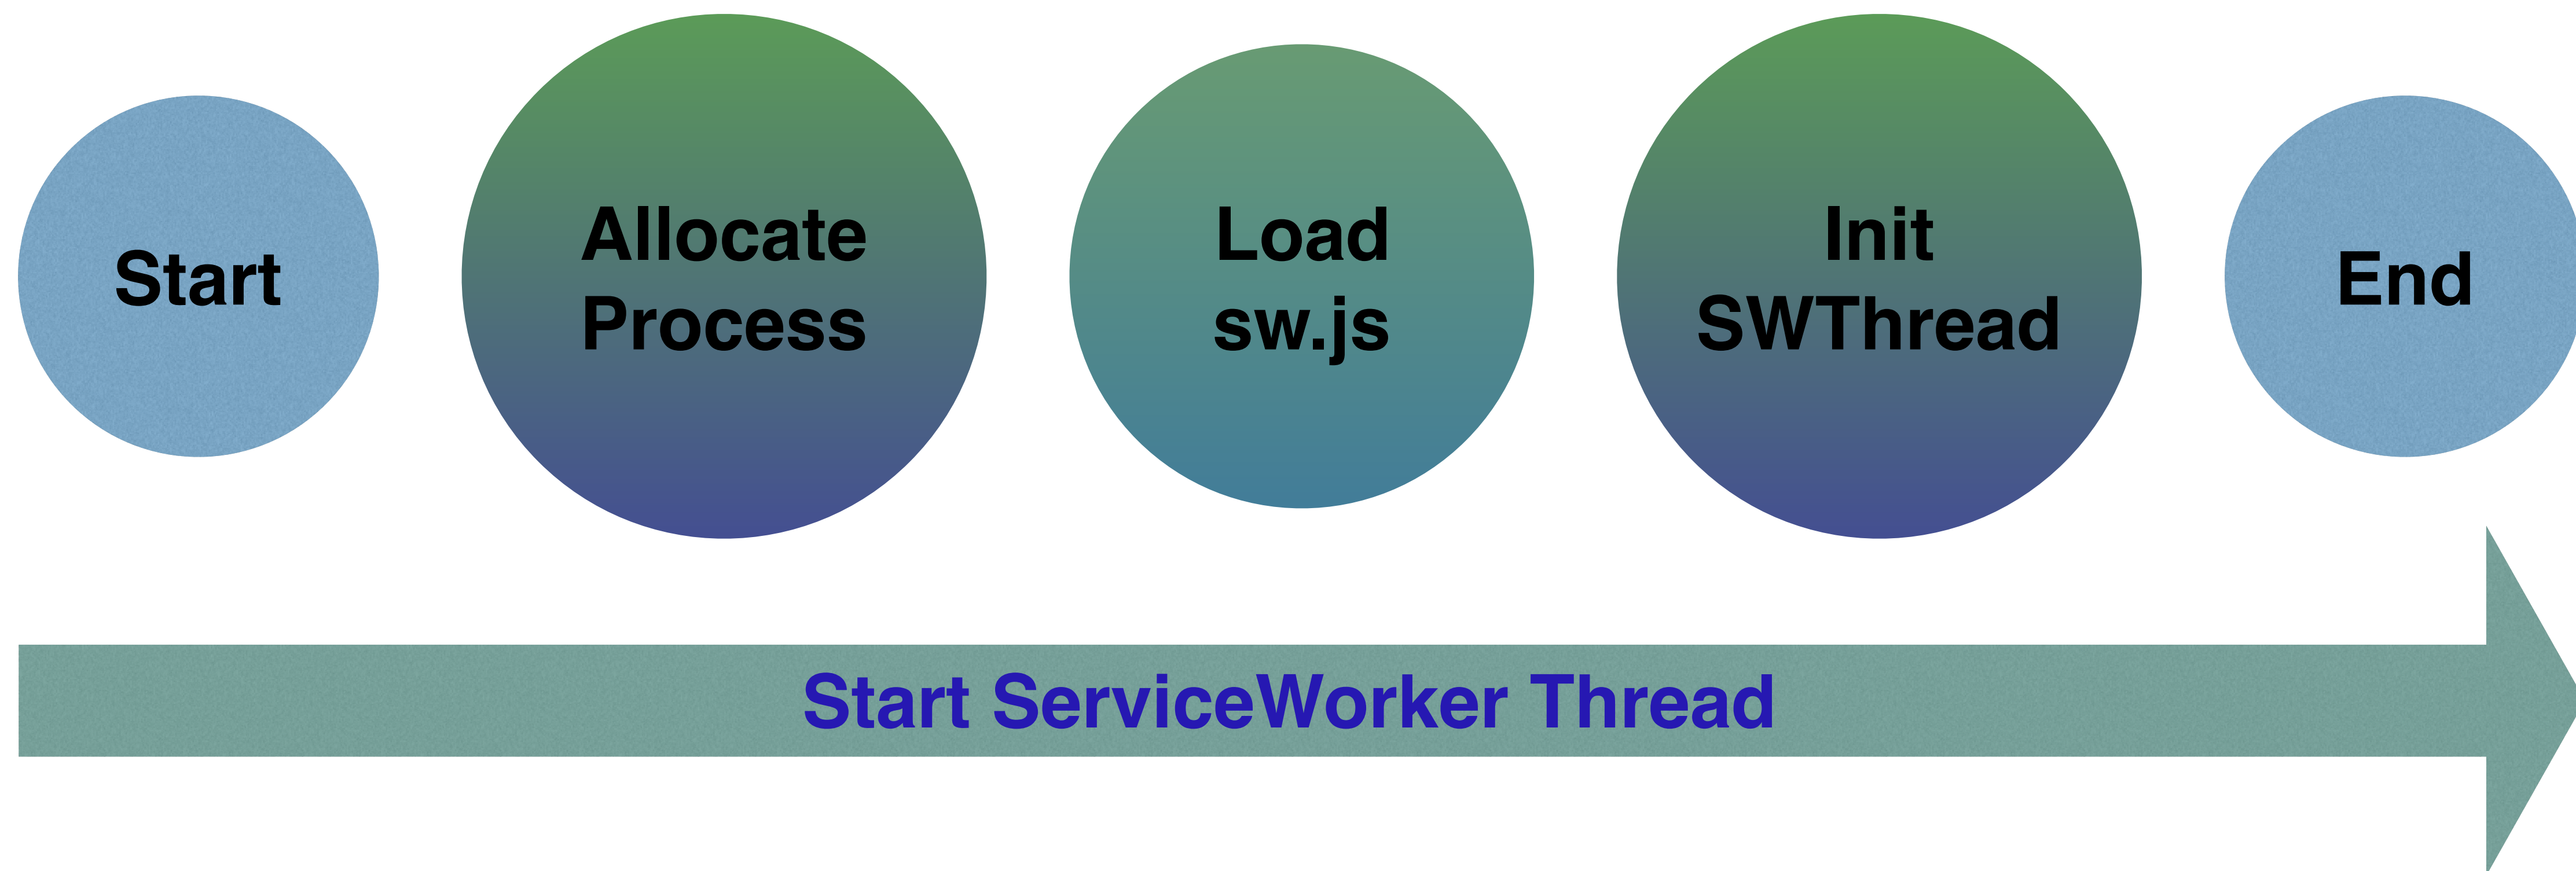 Start
Allocate
Process
Load
sw.js
Init
SWThread
End
Start ServiceWorker Thread